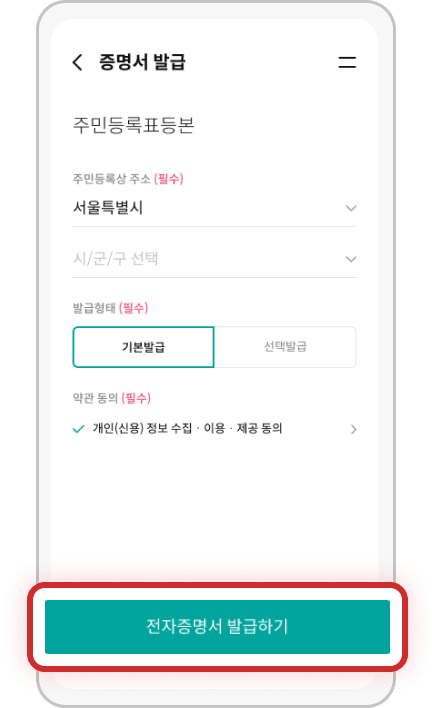 증명서 발급
주민등록표등본
주민등록상 주소 (필수)
서울특별시
시/군/구 선택
발급형태 (필수)
기본발급
선택발급
약관 동의 (필수)
개인(신용) 정보 수집 · 이용 · 제공 동의
전자증명서 발급하기